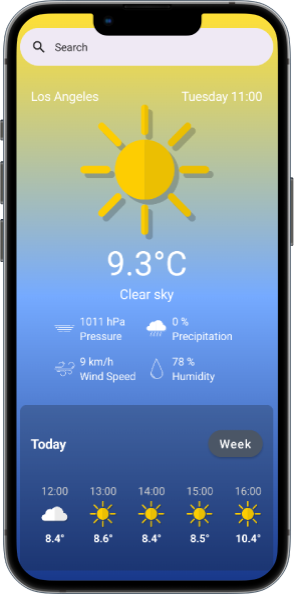 Search
Los Angeles Tuesday 11:00
9.3°C
Clear sky
1011 hPa 0 %
Pressure Precipitation
9 km/h 78 %
Wind Speed Humidity
Today Week
12:00 13:00 14:00 15:00 16:00
8.4° 8.6° 8.4° 8.5° 10.4°